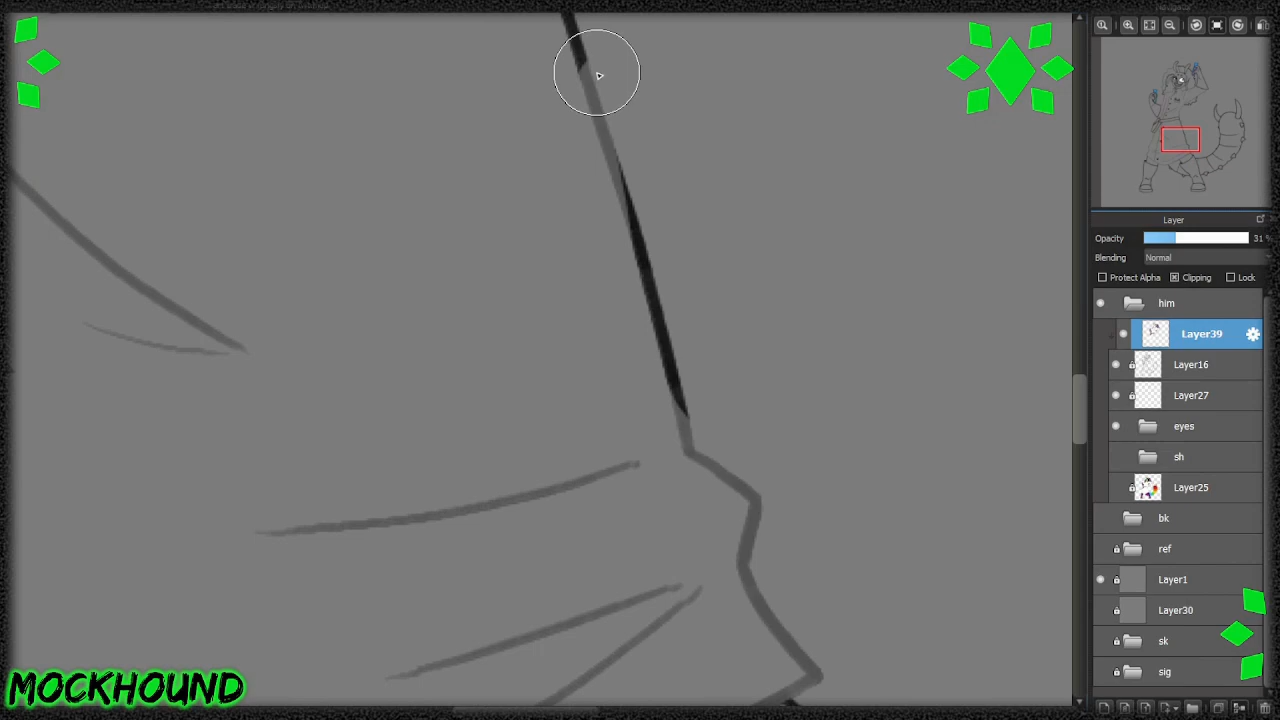 Layer
Opacity 31%
Blending Normal
Protect Alpha Clipping Lock
him
Layer39
Layer16
Layer27
eyes
sh
Layer25
bk
ref
Layer1
Layer30
sk
sig
MOCKHOUND